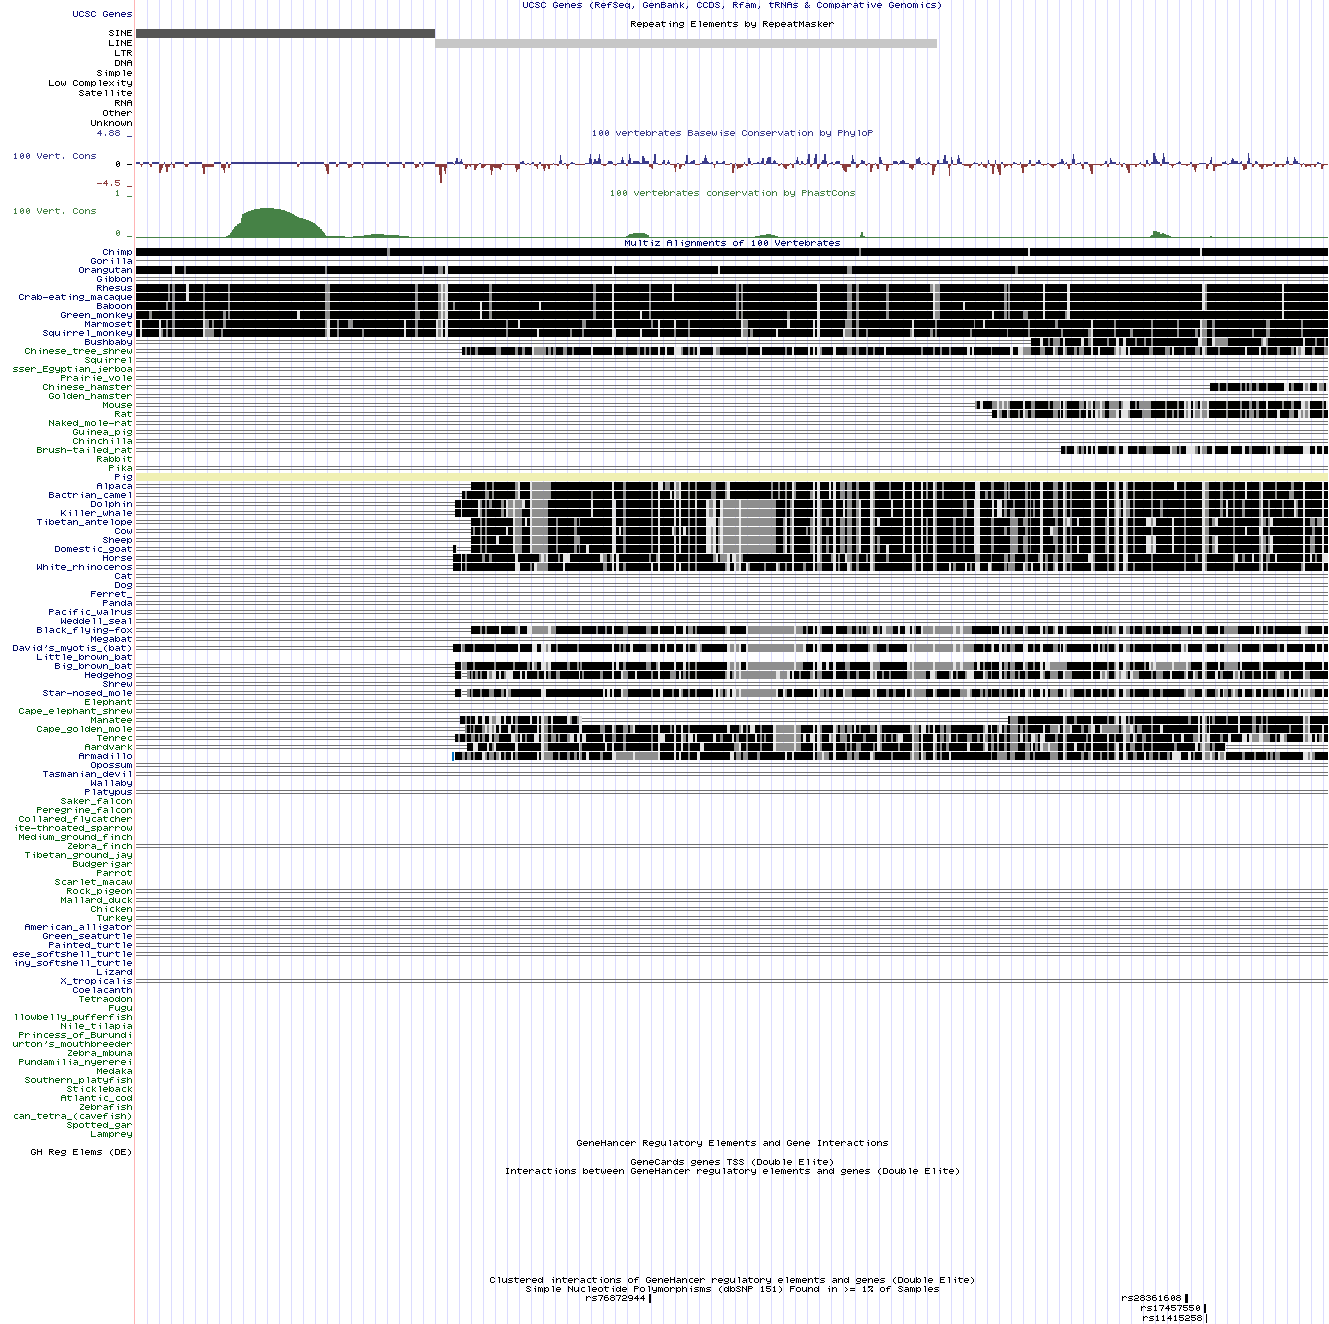 UCSC Genes (RefSeq, GenBank, CCDS, Rfam, tRNAs & Comparative Genomics)
UCSC Genes
Repeating Elements by RepeatMasker
SINE
LINE
LTR
DNA
Simple
Low Complexity
Satellite
RNA
Other
Unknown
4.88 _
100 vertebrates Basewise Conservation by PhyloP
100 Vert. Cons
0 _
-4.5 _
1 _
100 vertebrates conservation by PhastCons
100 Vert. Cons
0 _
Multiz Alignments of 100 Vertebrates
Chimp
Gorilla
Orangutan
Gibbon
Rhesus
Crab-eating_macaque
Baboon
Green_monkey
Marmoset
Squirrel_monkey
Bushbaby
Chinese_tree_shrew
Squirrel
sser_Egyptian_jerboa
Prairie_vole
Chinese_hamster
Golden_hamster
Mouse
Rat
Naked_mole-rat
Guinea_pig
Chinchilla
Brush-tailed_rat
Rabbit
Pika
Pig
Alpaca
Bactrian_camel
Dolphin
Killer_whale
Tibetan_antelope
Cow
Sheep
Domestic_goat
Horse
White_rhinoceros
Cat
Dog
Ferret_
Panda
Pacific_walrus
Weddell_seal
Black_flying-fox
Megabat
David's_myotis_(bat)
Little_brown_bat
Big_brown_bat
Hedgehog
Shrew
Star-nosed_mole
Elephant
Cape_elephant_shrew
Manatee
Cape_golden_mole
Tenrec
Aardvark
Armadillo
Opossum
Tasmanian_devil
Wallaby
Platypus
Saker_falcon
Peregrine_falcon
Collared_flycatcher
ite-throated_sparrow
Medium_ground_finch
Zebra_finch
Tibetan_ground_jay
Budgerigar
Parrot
Scarlet_macaw
Rock_pigeon
Mallard_duck
Chicken
Turkey
American_alligator
Green_seaturtle
Painted_turtle
ese_softshell_turtle
iny_softshell_turtle
Lizard
X_tropicalis
Coelacanth
Tetraodon
Fugu
llowbelly_pufferfish
Nile_tilapia
Princess_of_Burundi
urton's_mouthbreeder
Zebra_mbuna
Pundamilia_nyererei
Medaka
Southern_platyfish
Stickleback
Atlantic_cod
Zebrafish
can_tetra_(cavefish)
Spotted_gar
Lamprey
GeneHancer Regulatory Elements and Gene Interactions
GH Reg Elems (DE)
GeneCards genes TSS (Double Elite)
Interactions between GeneHancer regulatory elements and genes (Double Elite)
Clustered interactions of GeneHancer regulatory elements and genes (Double Elite)
Simple Nucleotide Polymorphisms (dbSNP 151) Found in >= 1% of Samples
rs76872944 rs28361608
rs17457550
rs11415258